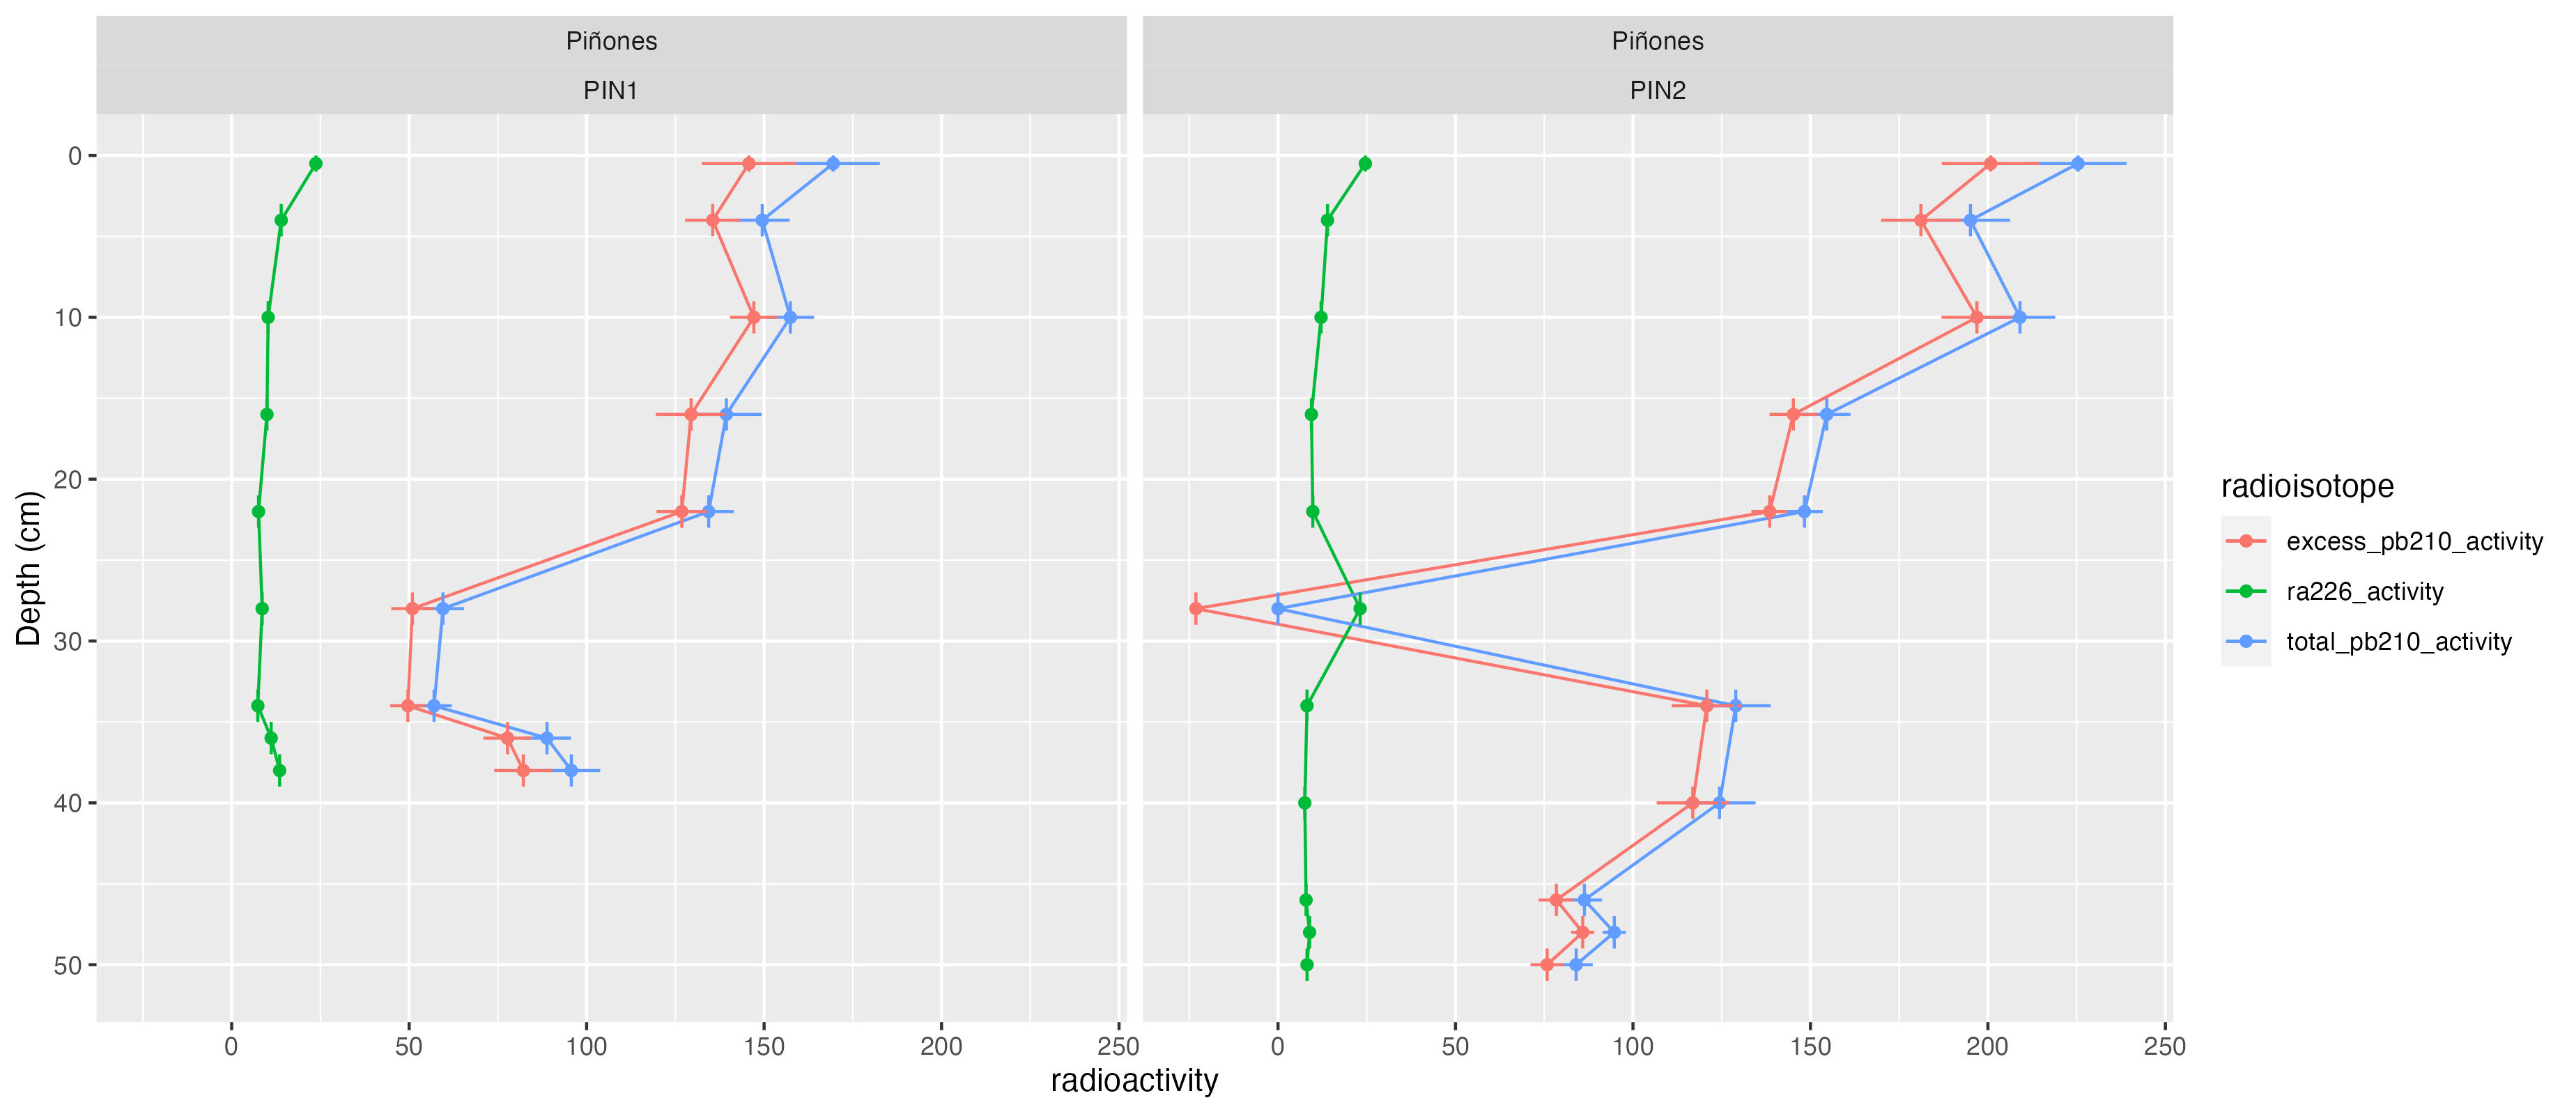 Piñones
Piñones
PIN1
PIN2
0
10
20
30
40
50
Depth (cm)
0
50
100
150
200
250
0
50
100
150
200
250
radioactivity
radioisotope
excess_pb210_activity
ra226_activity
total_pb210_activity